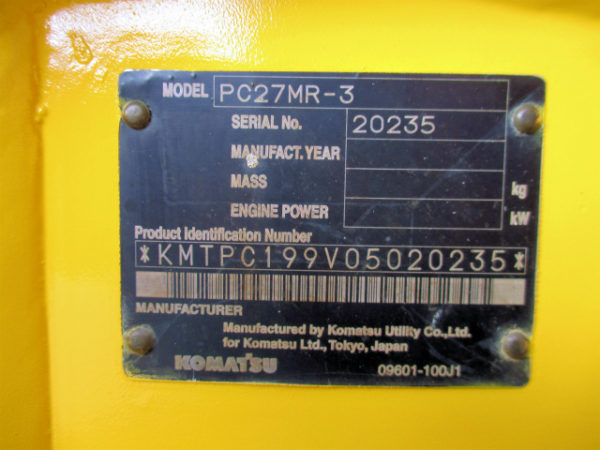 MODEL PC27MR-3
SERIAL No. 20235
MANUFACT.YEAR
MASS kg
ENGINE POWER kW
Product Identification Number
*KMTPC199V05020235*
MANUFACTURER
Manufactured by Komatsu Utility Co.,Ltd.
for Komatsu Ltd., Tokyo, Japan
KOMATSU 09601-100J1